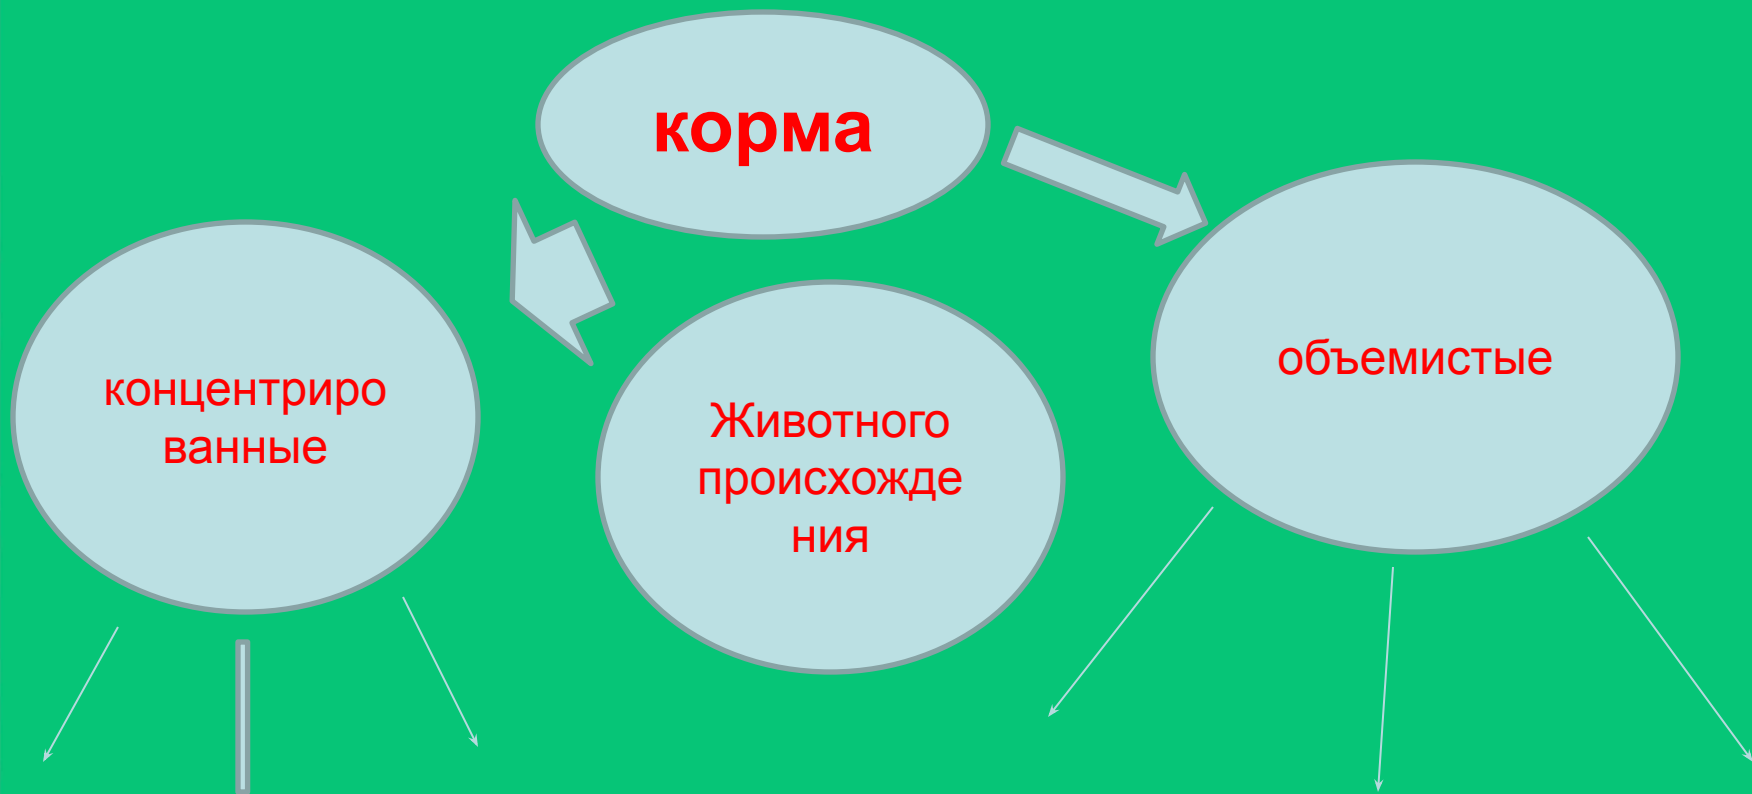 корма
концентриро
ванные
Животного
происхожде
ния
объемистые